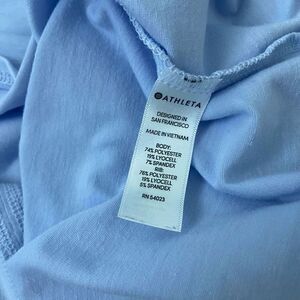 ATHLETA
DESIGNED IN
SAN FRANCISCO
MADE IN VIETNAM
BODY:
74% POLYESTER
19% LYOCELL
7% SPANDEX
RIB:
76% POLYESTER
19% LYOCELL
5% SPANDEX
RN 54023